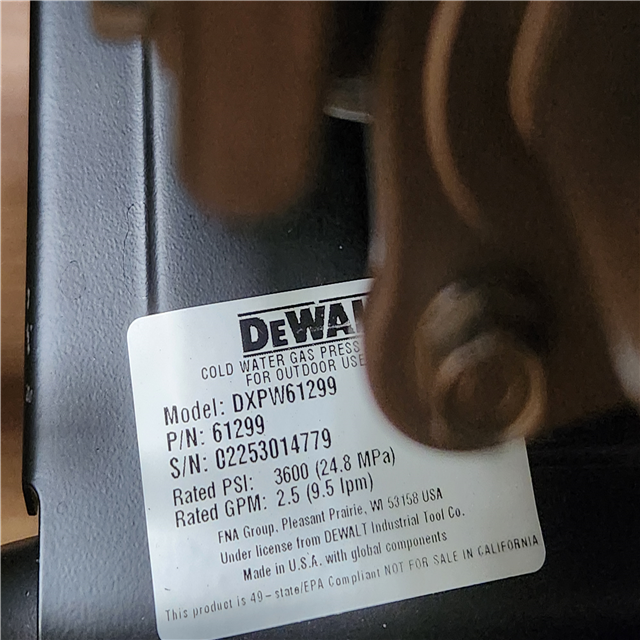 DEWA
COLD WATER GAS PRESS
FOR OUTDOOR USE
Model: DXPW61299
P/N: 61299
S/N: C2253014779
Rated PSI: 3600 (24.8 MPa)
Rated GPM: 2.5 (9.5 lpm)
FNA Group. Pleasant Prairie, WI 53158 USA
Under license from DEWALT Industrial Tool Co.
Made in U.S.A. with global components
This product is 49-state/EPA Compliant NOT FOR SALE IN CALIFORNIA